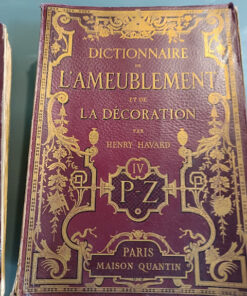 DICTIONNAIRE
DE
L'AMEUBLEMENT
ET DE
LA DÉCORATION
PAR
HENRY HAVARD
IV
P-Z
PARIS
MAISON QUANTIN